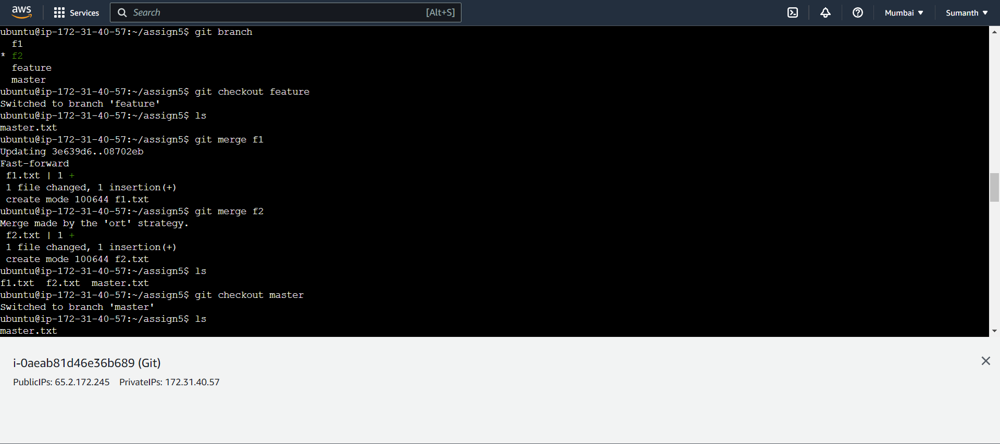 aws Services Search [Alt+S] Mumbai Sumanth
ubuntu@ip-172-31-40-57:~/assign5$ git branch
  f1
* f2
  feature
  master
ubuntu@ip-172-31-40-57:~/assign5$ git checkout feature
Switched to branch 'feature'
ubuntu@ip-172-31-40-57:~/assign5$ ls
master.txt
ubuntu@ip-172-31-40-57:~/assign5$ git merge f1
Updating 3e639d6..08702eb
Fast-forward
 f1.txt | 1 +
 1 file changed, 1 insertion(+)
 create mode 100644 f1.txt
ubuntu@ip-172-31-40-57:~/assign5$ git merge f2
Merge made by the 'ort' strategy.
 f2.txt | 1 +
 1 file changed, 1 insertion(+)
 create mode 100644 f2.txt
ubuntu@ip-172-31-40-57:~/assign5$ ls
f1.txt  f2.txt  master.txt
ubuntu@ip-172-31-40-57:~/assign5$ git checkout master
Switched to branch 'master'
ubuntu@ip-172-31-40-57:~/assign5$ ls
master.txt
i-0aeab81d46e36b689 (Git)
PublicIPs: 65.2.172.245 PrivateIPs: 172.31.40.57